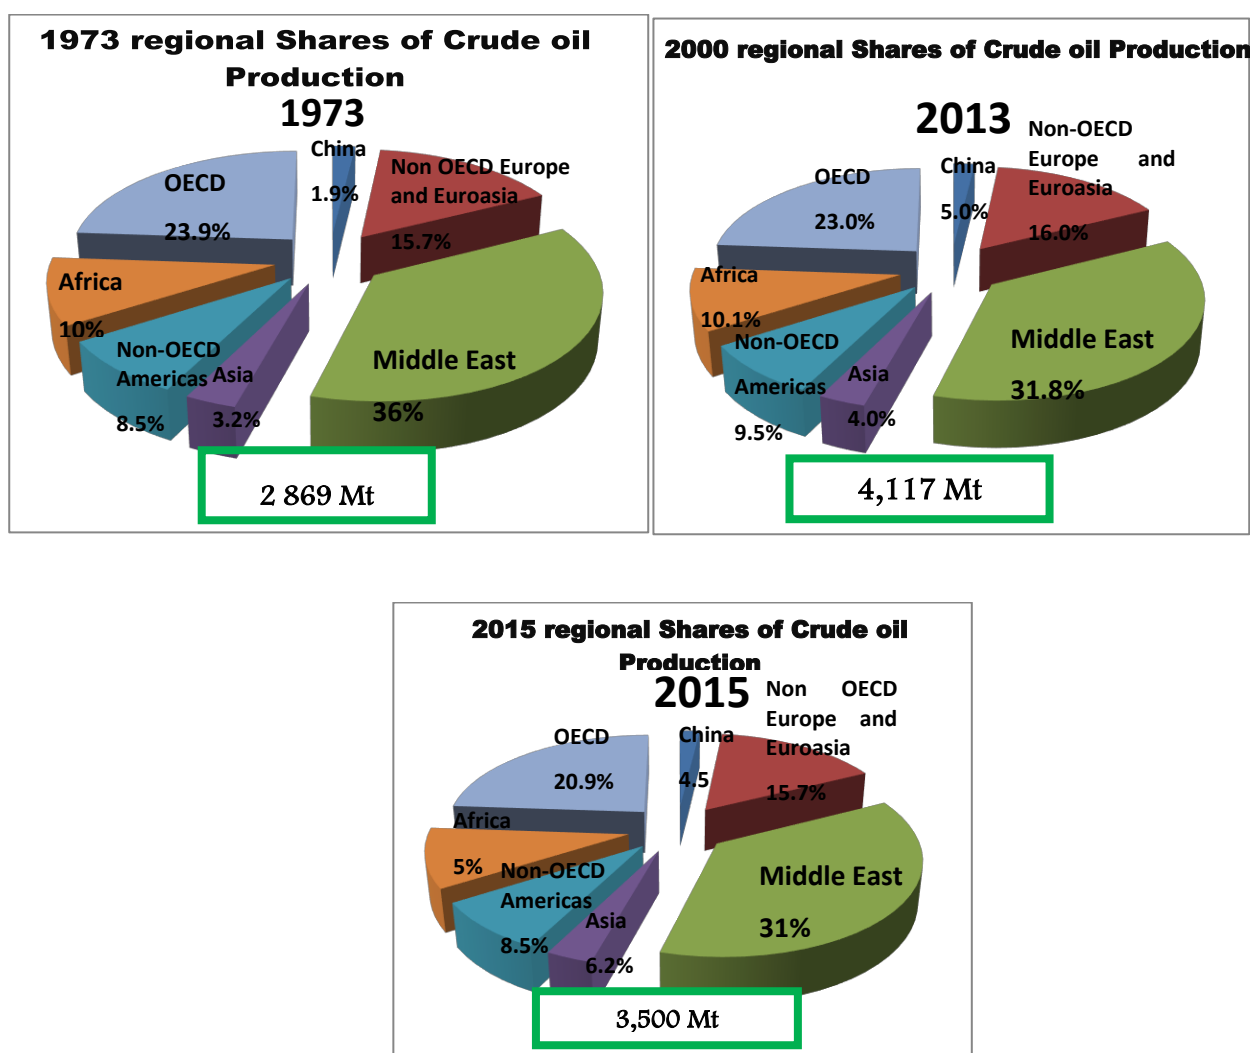 1973 regional Shares of Crude oil
Production
1973
China
1.9%
Non OECD Europe
and Euroasia
15.7%
OECD
23.9%
Africa
10%
Non-OECD
Americas
8.5%
Asia
3.2%
Middle East
36%
2 869 Mt
2000 regional Shares of Crude oil Production
2013
China
5.0%
Non-OECD
Europe and
Euroasia
16.0%
OECD
23.0%
Africa
10.1%
Non-OECD
Americas
9.5%
Asia
4.0%
Middle East
31.8%
4,117 Mt
2015 regional Shares of Crude oil
Production
2015
China
4.5
Non OECD
Europe and
Euroasia
15.7%
OECD
20.9%
Africa
5%
Non-OECD
Americas
8.5%
Asia
6.2%
Middle East
31%
3,500 Mt